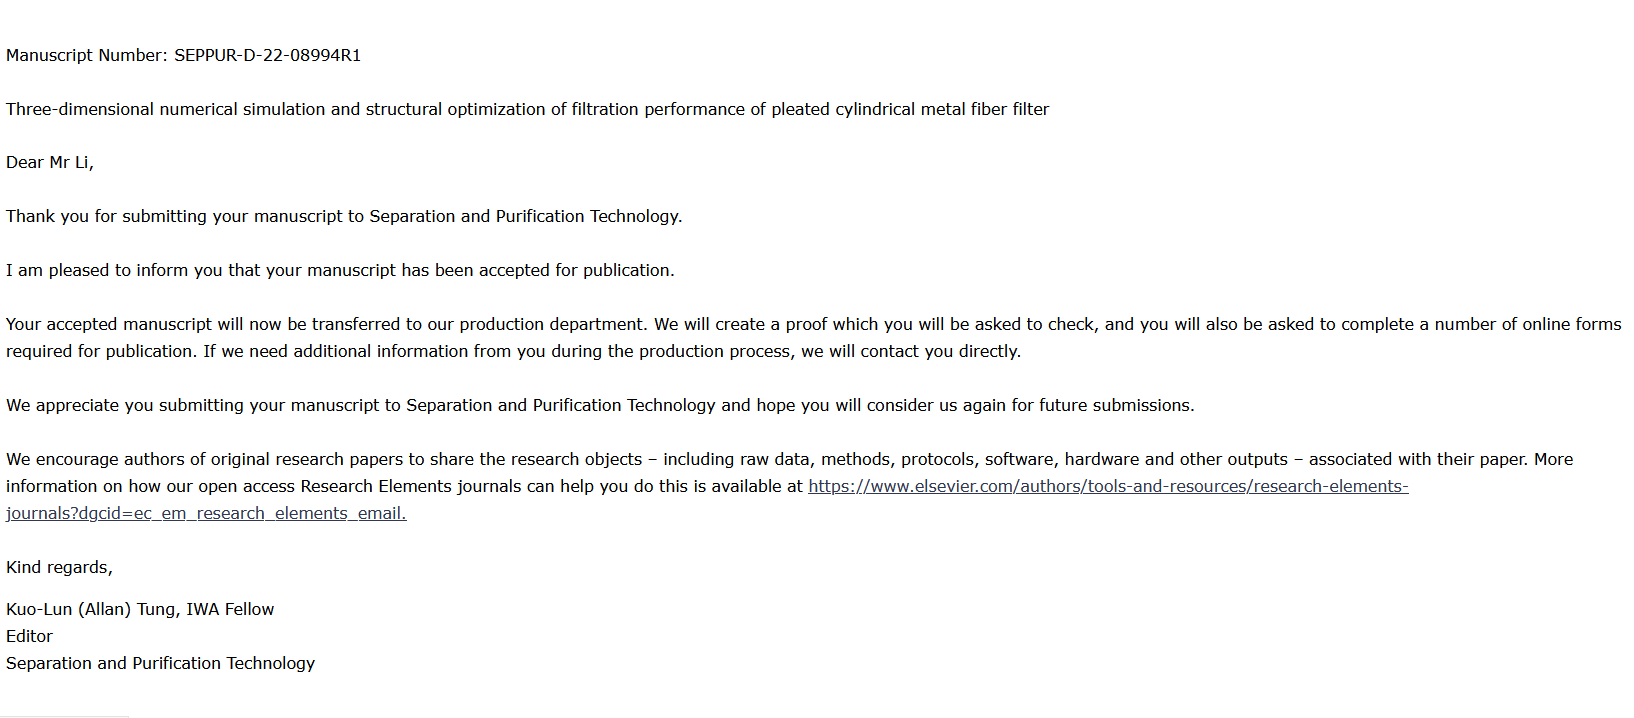 Manuscript Number: SEPPUR-D-22-08994R1
Three-dimensional numerical simulation and structural optimization of filtration performance of pleated cylindrical metal fiber filter
Dear Mr Li,
Thank you for submitting your manuscript to Separation and Purification Technology.
I am pleased to inform you that your manuscript has been accepted for publication.
Your accepted manuscript will now be transferred to our production department. We will create a proof which you will be asked to check, and you will also be asked to complete a number of online forms
required for publication. If we need additional information from you during the production process, we will contact you directly.
We appreciate you submitting your manuscript to Separation and Purification Technology and hope you will consider us again for future submissions.
We encourage authors of original research papers to share the research objects – including raw data, methods, protocols, software, hardware and other outputs – associated with their paper. More
information on how our open access Research Elements journals can help you do this is available at https://www.elsevier.com/authors/tools-and-resources/research-elements-
journals?dgcid=ec_em_research_elements_email.
Kind regards,
Kuo-Lun (Allan) Tung, IWA Fellow
Editor
Separation and Purification Technology